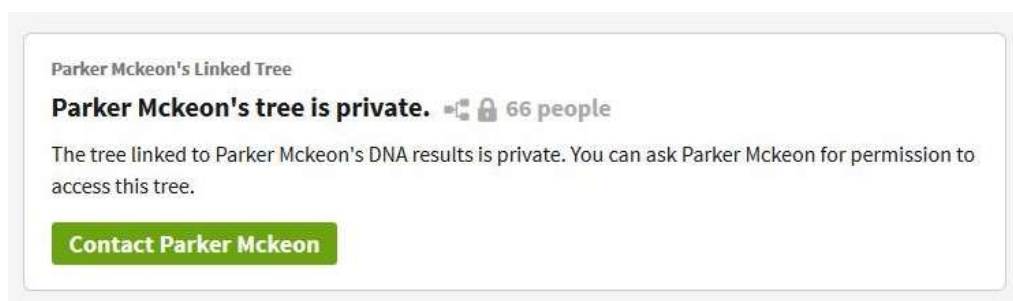 Parker Mckeon's Linked Tree
Parker Mckeon's tree is private. 66 people
The tree linked to Parker Mckeon's DNA results is private. You can ask Parker Mckeon for permission to
access this tree.
Contact Parker Mckeon